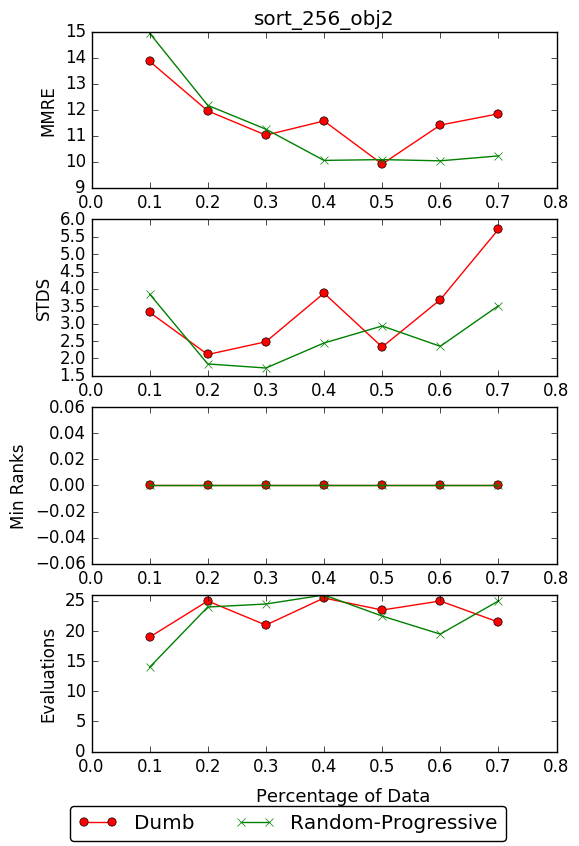 sort_256_obj2
15
14
13
12
11
10
9
MMRE
0.0 0.1 0.2 0.3 0.4 0.5 0.6 0.7 0.8
6.0
5.5
5.0
4.5
4.0
3.5
3.0
2.5
2.0
1.5
STDS
0.0 0.1 0.2 0.3 0.4 0.5 0.6 0.7 0.8
0.06
0.04
0.02
0.00
−0.02
−0.04
−0.06
Min Ranks
0.0 0.1 0.2 0.3 0.4 0.5 0.6 0.7 0.8
25
20
15
10
5
0
Evaluations
0.0 0.1 0.2 0.3 0.4 0.5 0.6 0.7 0.8
Percentage of Data
Dumb Random-Progressive